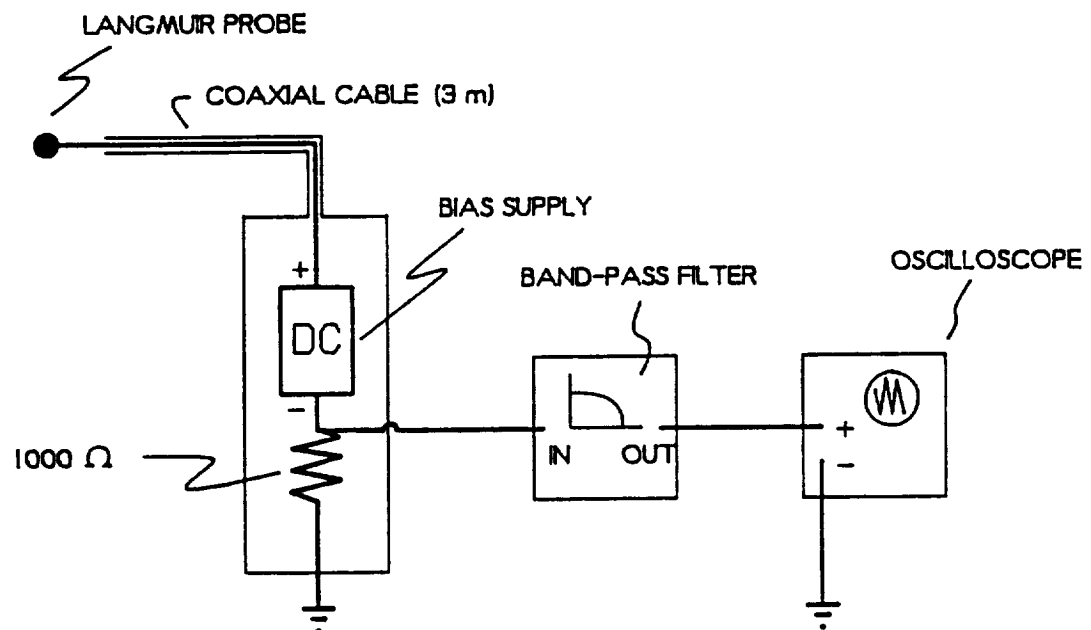 LANGMUIR PROBE
COAXIAL CABLE (3 m)
BIAS SUPPLY
OSCILLOSCOPE
BAND-PASS FILTER
+
DC
−
+
−
IN OUT
1000 Ω